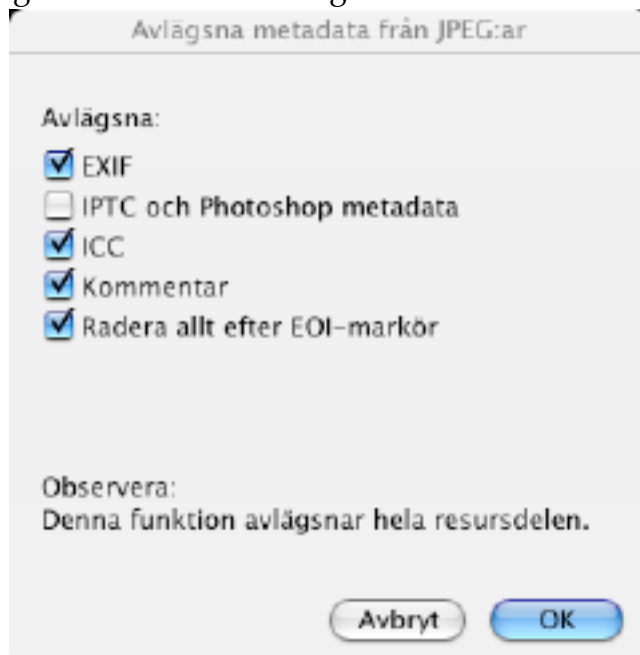 Avlägsna metadata från JPEG:ar
Avlägsna:
EXIF
IPTC och Photoshop metadata
ICC
Kommentar
Radera allt efter EOI-markör
Observera:
Denna funktion avlägsnar hela resursdelen.
Avbryt OK